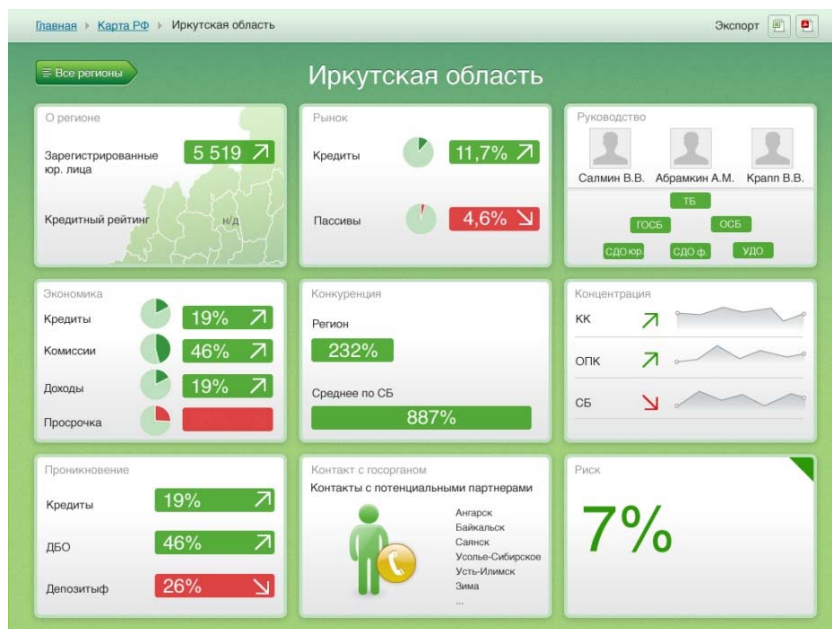 Главная
Карта РФ
Иркутская область
Экспорт
Все регионы
Иркутская область
О регионе
Зарегистрированные
юр. лица
5 519
Кредитный рейтинг
н/д
Рынок
Кредиты
11,7%
Пассивы
4,6%
Руководство
Салмин В.В.
Абрамкин А.М.
Крапп В.В.
ТБ
ГОСБ
ОСБ
СДО юр.
СДО ф.
УДО
Экономика
Кредиты
19%
Комиссии
46%
Доходы
19%
Просрочка
Конкуренция
Регион
232%
Среднее по СБ
887%
Концентрация
КК
ОПК
СБ
Проникновение
Кредиты
19%
ДБО
46%
Депозитыф
26%
Контакт с госорганом
Контакты с потенциальными партнерами
Ангарск
Байкальск
Саянск
Усолье-Сибирское
Усть-Илимск
Зима
...
Риск
7%